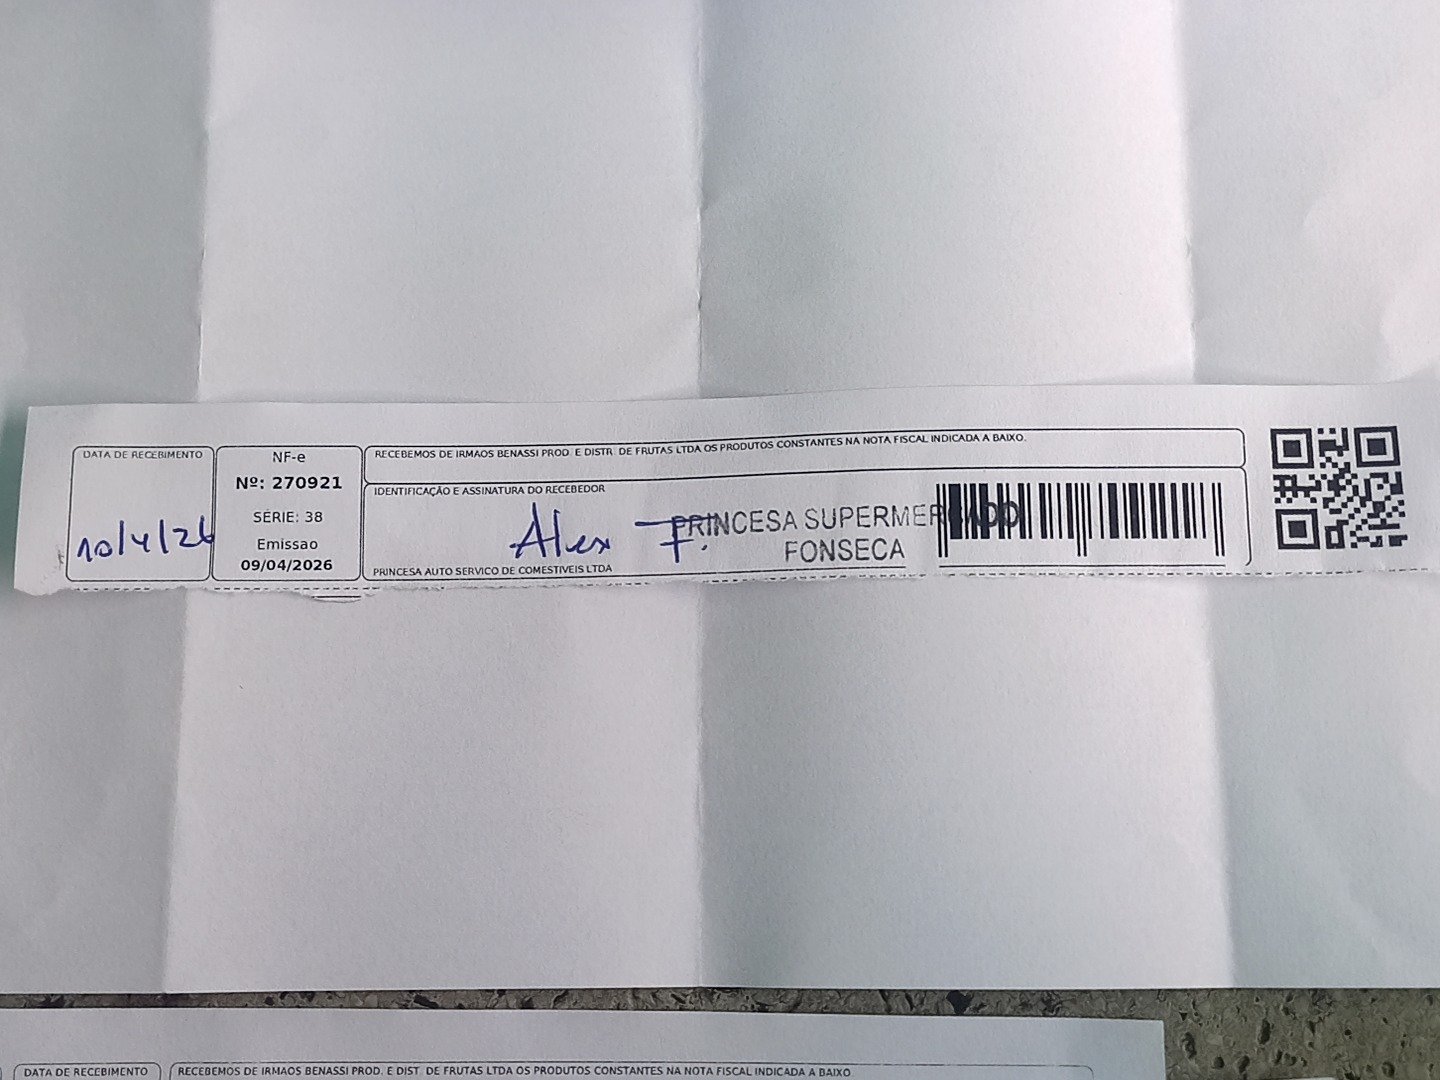 RECEBEMOS DE IRMAOS BENASSI PROD. E DISTR. DE FRUTAS LTDA OS PRODUTOS CONSTANTES NA NOTA FISCAL INDICADA A BAIXO.
DATA DE RECEBIMENTO
10/4/26
NF-e
Nº: 270921
SÉRIE: 38
Emissao
09/04/2026
IDENTIFICAÇÃO E ASSINATURA DO RECEBEDOR
Alex F.
PRINCESA SUPERMERCADO
FONSECA
PRINCESA AUTO SERVICO DE COMESTIVEIS LTDA
DATA DE RECEBIMENTO
RECEBEMOS DE IRMAOS BENASSI PROD. E DIST. DE FRUTAS LTDA OS PRODUTOS CONSTANTES NA NOTA FISCAL INDICADA A BAIXO